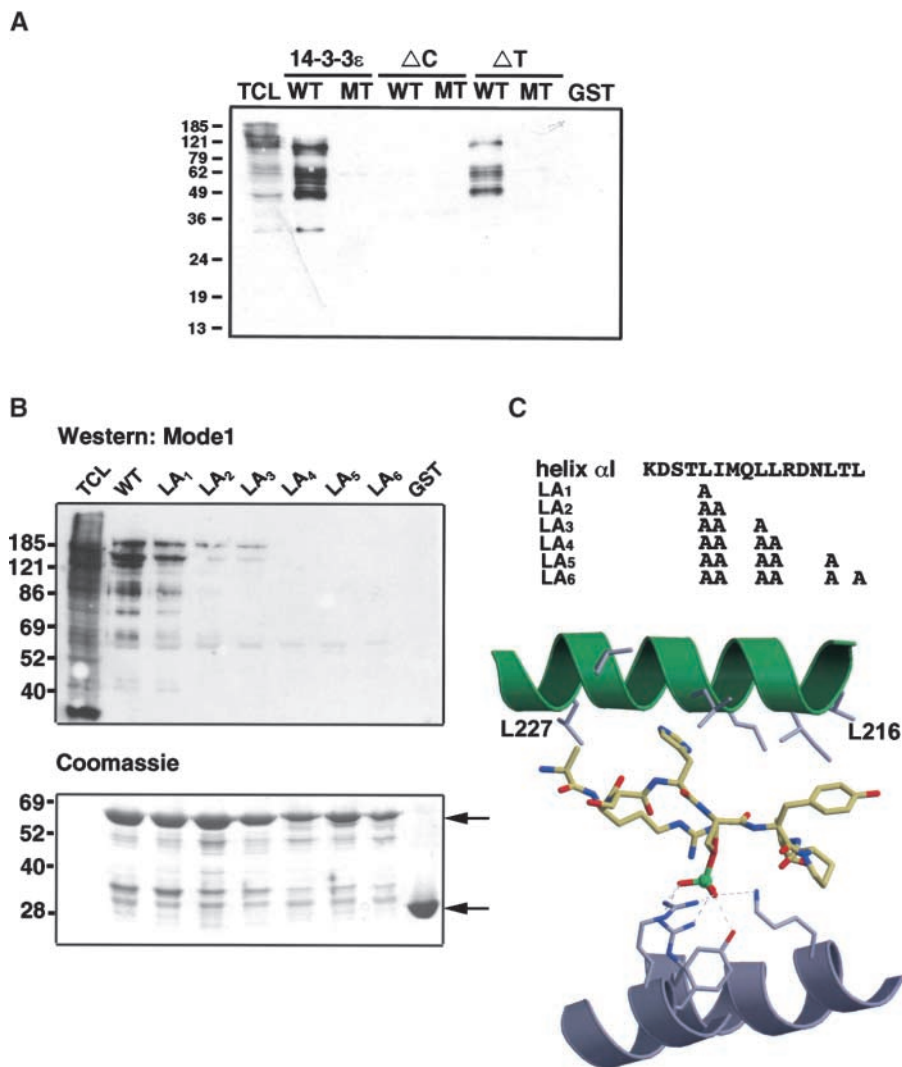 A
14-3-3ε △C △T
TCL WT MT WT MT WT MT GST
185
121
79
62
49
36
24
19
13
B
Western: Mode1
TCL WT LA1 LA2 LA3 LA4 LA5 LA6 GST
185
121
86
69
52
40
Coomassie
69
52
40
28
C
helix αI KDSTLIMQLLRDNLTL
LA1 A
LA2 AA
LA3 AA A
LA4 AA AA
LA5 AA AA A
LA6 AA AA A A
L227 L216